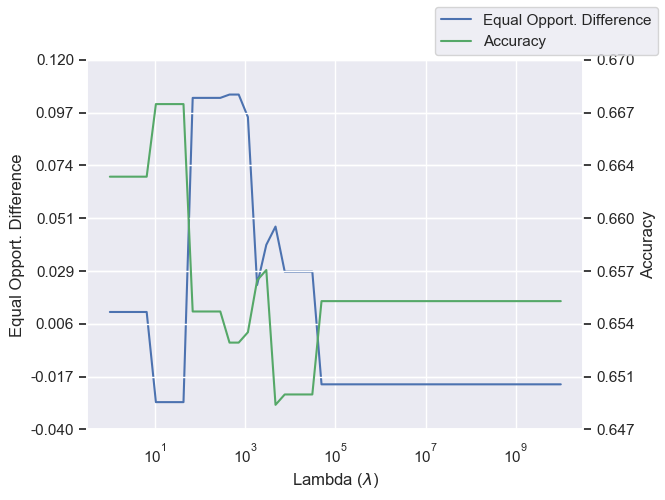 Equal Opport. Difference
Accuracy
0.120 0.670
0.097 0.667
0.074 0.664
0.051 0.660
0.029 0.657
0.006 0.654
-0.017 0.651
-0.040 0.647
Equal Opport. Difference
Accuracy
10¹ 10³ 10⁵ 10⁷ 10⁹
Lambda (λ)